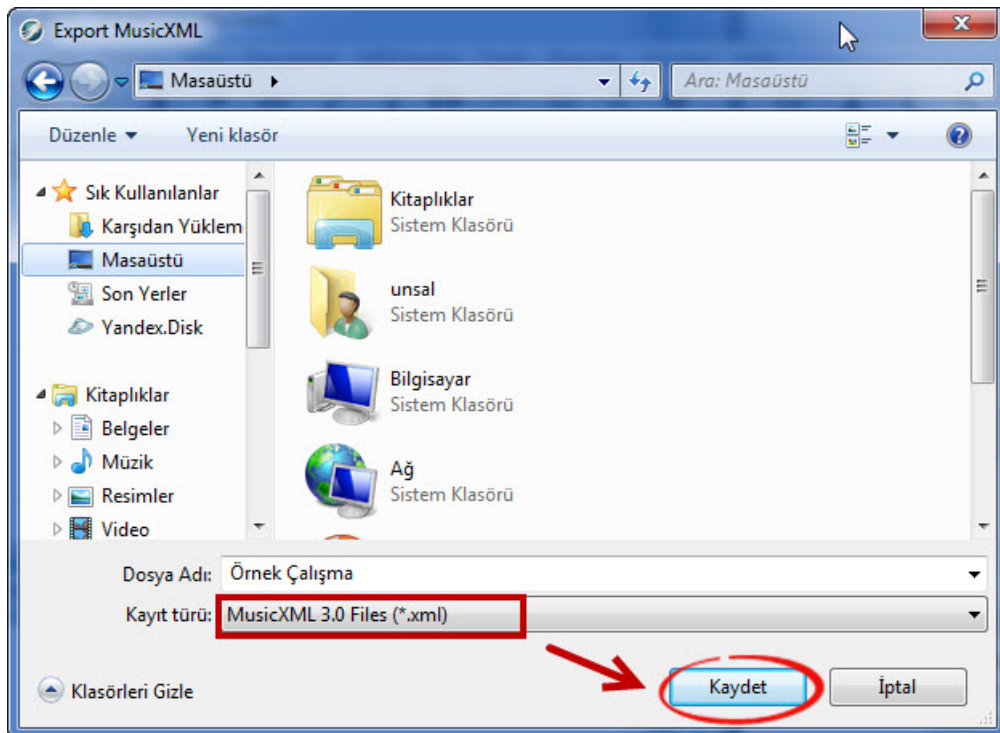 Export MusicXML
Masaüstü
Ara: Masaüstü
Düzenle
Yeni klasör
Sık Kullanılanlar
Karşıdan Yüklem
Masaüstü
Son Yerler
Yandex.Disk
Kitaplıklar
Belgeler
Müzik
Resimler
Video
Kitaplıklar
Sistem Klasörü
unsal
Sistem Klasörü
Bilgisayar
Sistem Klasörü
Ağ
Sistem Klasörü
Dosya Adı: Örnek Çalışma
Kayıt türü: MusicXML 3.0 Files (*.xml)
Klasörleri Gizle
Kaydet
İptal